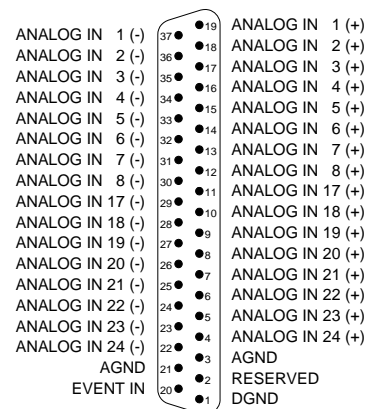 ANALOG IN 1 (-) 37
ANALOG IN 2 (-) 36
ANALOG IN 3 (-) 35
ANALOG IN 4 (-) 34
ANALOG IN 5 (-) 33
ANALOG IN 6 (-) 32
ANALOG IN 7 (-) 31
ANALOG IN 8 (-) 30
ANALOG IN 17 (-) 29
ANALOG IN 18 (-) 28
ANALOG IN 19 (-) 27
ANALOG IN 20 (-) 26
ANALOG IN 21 (-) 25
ANALOG IN 22 (-) 24
ANALOG IN 23 (-) 23
ANALOG IN 24 (-) 22
AGND 21
EVENT IN 20
19 ANALOG IN 1 (+)
18 ANALOG IN 2 (+)
17 ANALOG IN 3 (+)
16 ANALOG IN 4 (+)
15 ANALOG IN 5 (+)
14 ANALOG IN 6 (+)
13 ANALOG IN 7 (+)
12 ANALOG IN 8 (+)
11 ANALOG IN 17 (+)
10 ANALOG IN 18 (+)
9 ANALOG IN 19 (+)
8 ANALOG IN 20 (+)
7 ANALOG IN 21 (+)
6 ANALOG IN 22 (+)
5 ANALOG IN 23 (+)
4 ANALOG IN 24 (+)
3 AGND
2 RESERVED
1 DGND